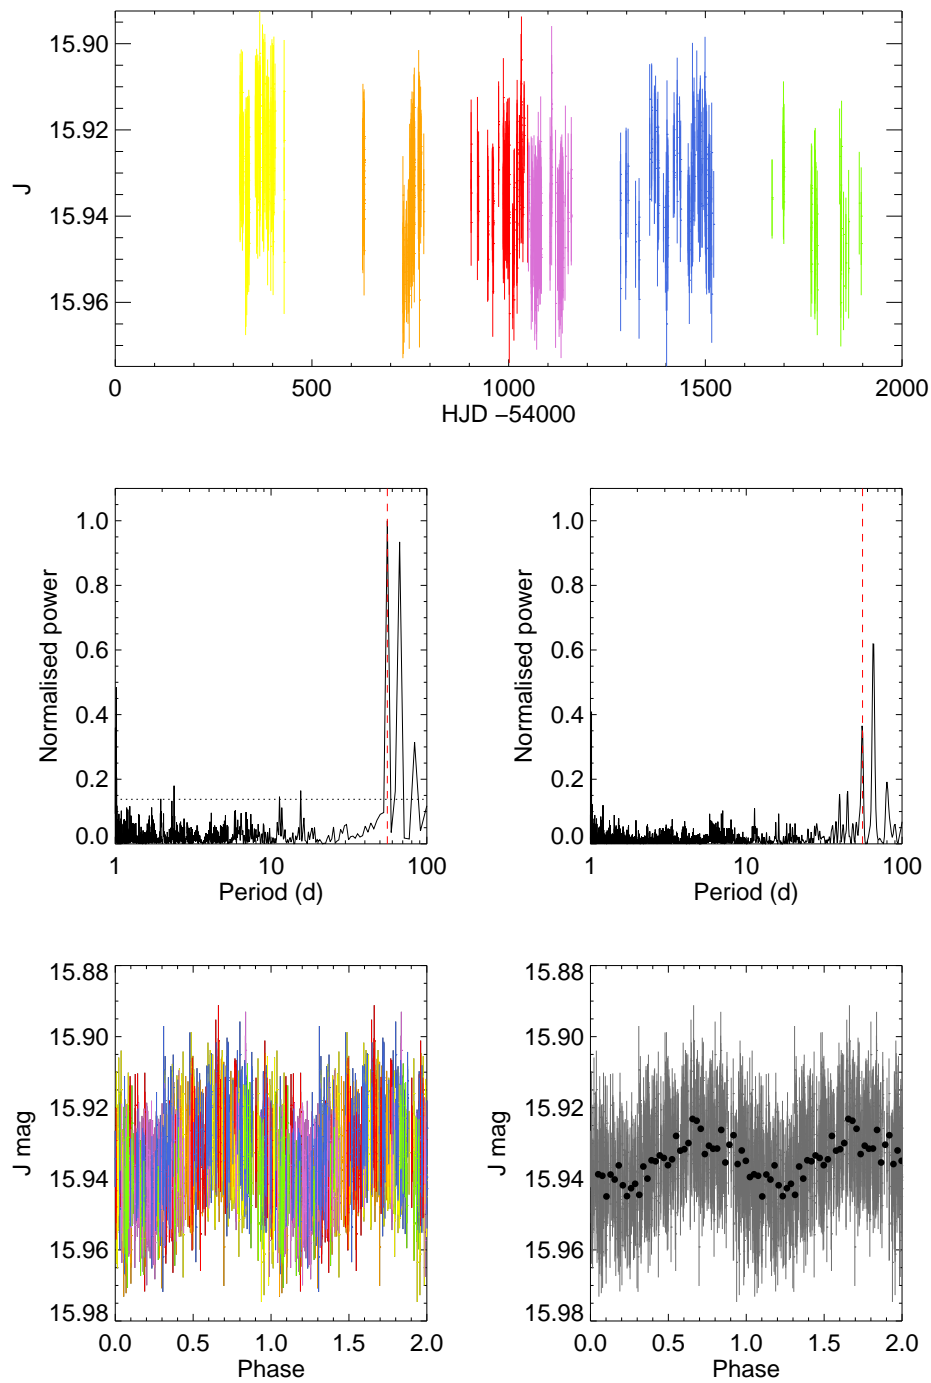 15.90
15.92
15.94
15.96
J
0 500 1000 1500 2000
HJD −54000
1.0 1.0
0.8 0.8
0.6 0.6
0.4 0.4
0.2 0.2
0.0 0.0
Normalised power Normalised power
1 10 100 1 10 100
Period (d) Period (d)
15.88 15.88
15.90 15.90
15.92 15.92
15.94 15.94
15.96 15.96
15.98 15.98
J mag J mag
0.0 0.5 1.0 1.5 2.0 0.0 0.5 1.0 1.5 2.0
Phase Phase